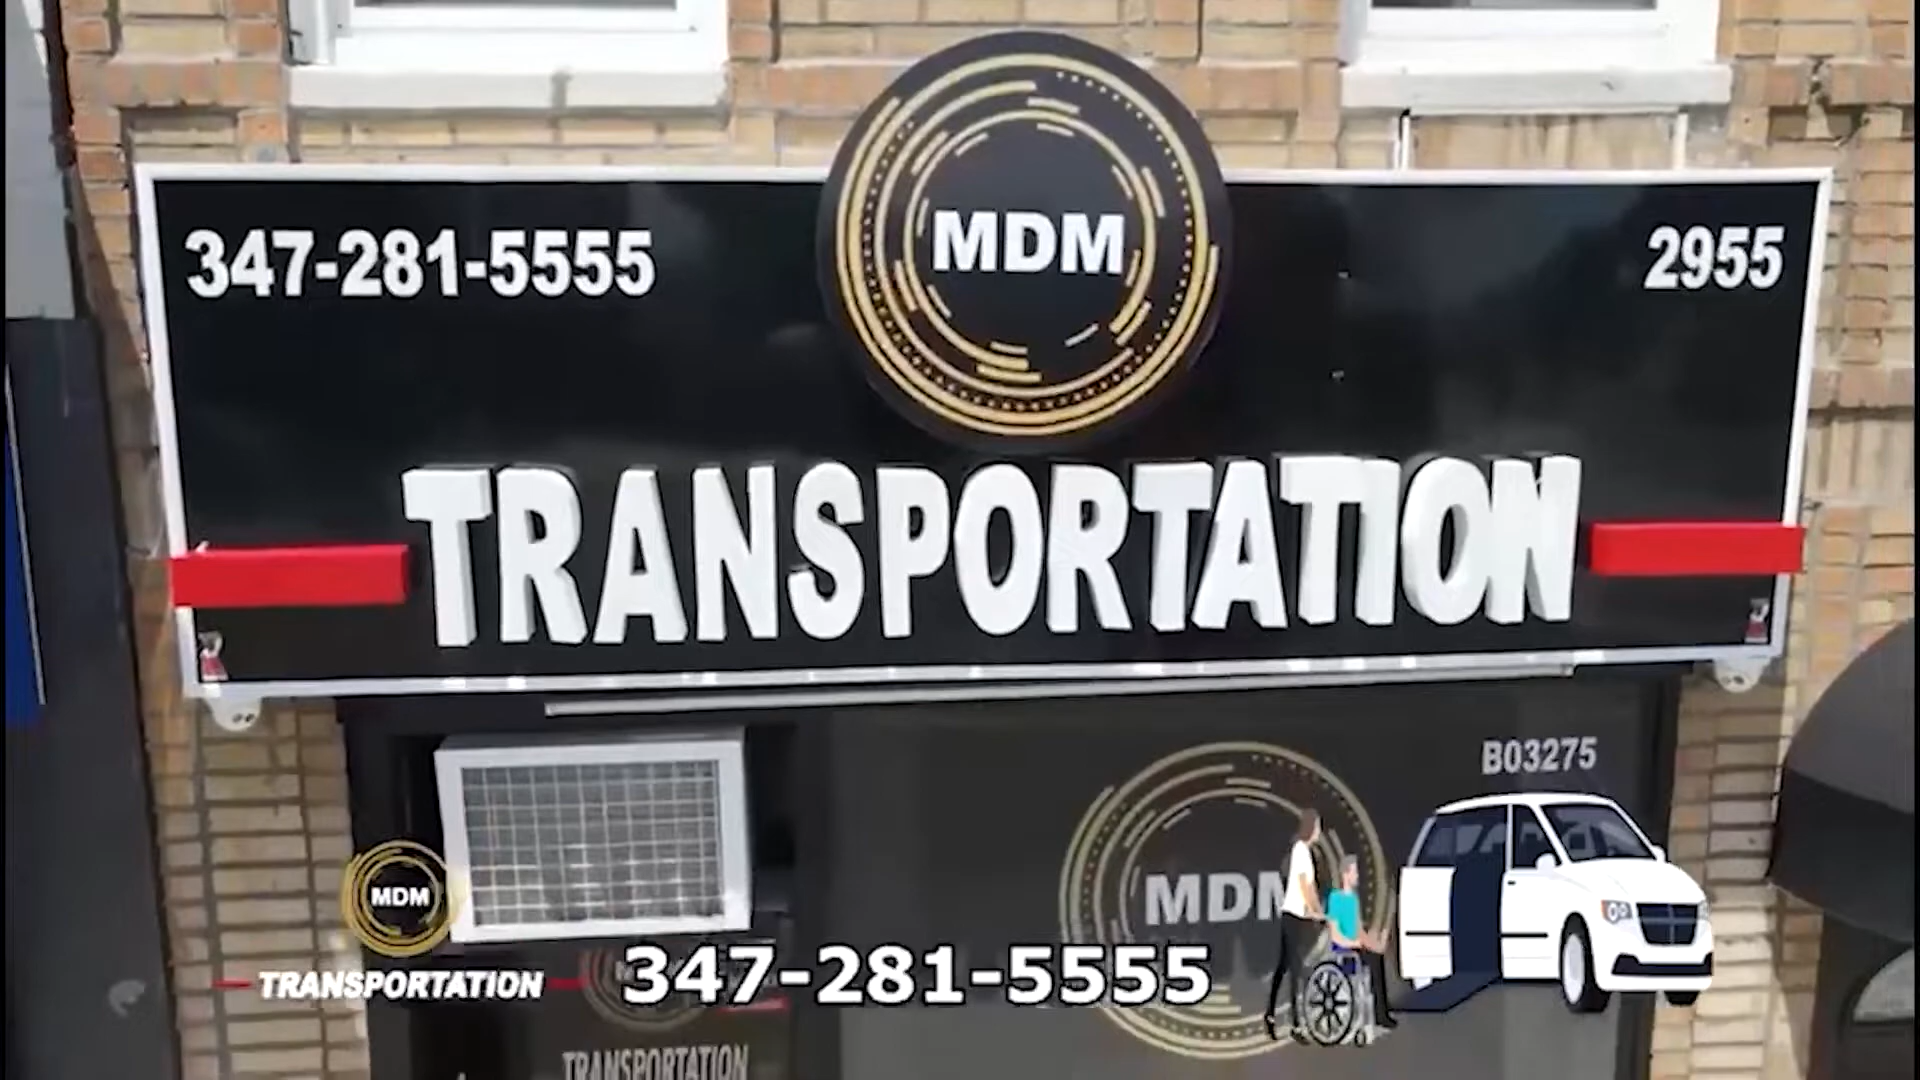 MDM
347-281-5555
2955
TRANSPORTATION
B03275
MDM
MDM
TRANSPORTATION
347-281-5555
TRANSPORTATION